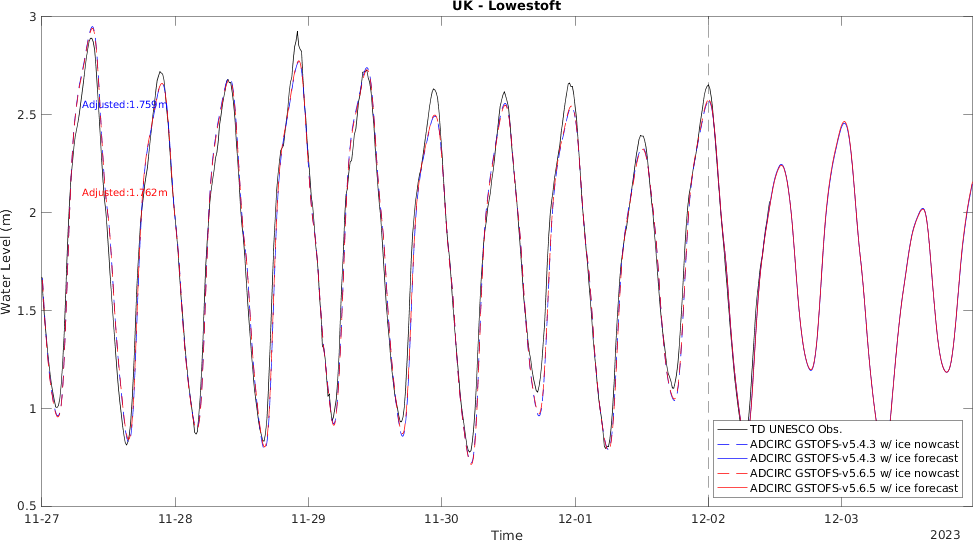 UK - Lowestoft
3
2.5
2
1.5
1
0.5
Water Level (m)
Adjusted:1.759m
Adjusted:1.762m
TD UNESCO Obs.
ADCIRC GSTOFS-v5.4.3 w/ ice nowcast
ADCIRC GSTOFS-v5.4.3 w/ ice forecast
ADCIRC GSTOFS-v5.6.5 w/ ice nowcast
ADCIRC GSTOFS-v5.6.5 w/ ice forecast
11-27 11-28 11-29 11-30 12-01 12-02 12-03
Time
2023